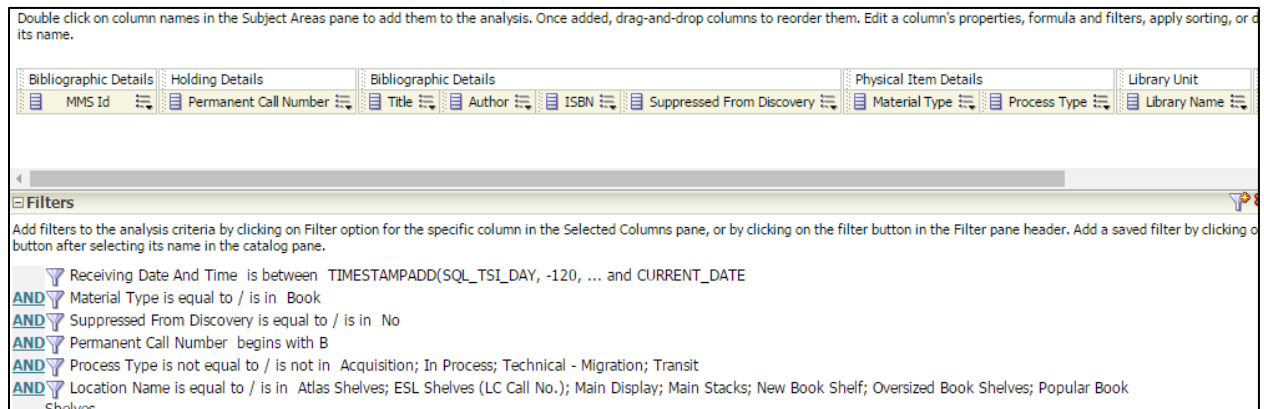 Double click on column names in the Subject Areas pane to add them to the analysis. Once added, drag-and-drop columns to reorder them. Edit a column's properties, formula and filters, apply sorting, or
its name.
Bibliographic Details Holding Details Bibliographic Details Physical Item Details Library Unit
MMS Id Permanent Call Number Title Author ISBN Suppressed From Discovery Material Type Process Type Library Name
Filters
Add filters to the analysis criteria by clicking on Filter option for the specific column in the Selected Columns pane, or by clicking on the filter button in the Filter pane header. Add a saved filter by clicking
button after selecting its name in the catalog pane.
Receiving Date And Time is between TIMESTAMPADD(SQL_TSI_DAY, -120, ... and CURRENT_DATE
AND Material Type is equal to / is in Book
AND Suppressed From Discovery is equal to / is in No
AND Permanent Call Number begins with B
AND Process Type is not equal to / is not in Acquisition; In Process; Technical - Migration; Transit
AND Location Name is equal to / is in Atlas Shelves; ESL Shelves (LC Call No.); Main Display; Main Stacks; New Book Shelf; Oversized Book Shelves; Popular Book
Shelves